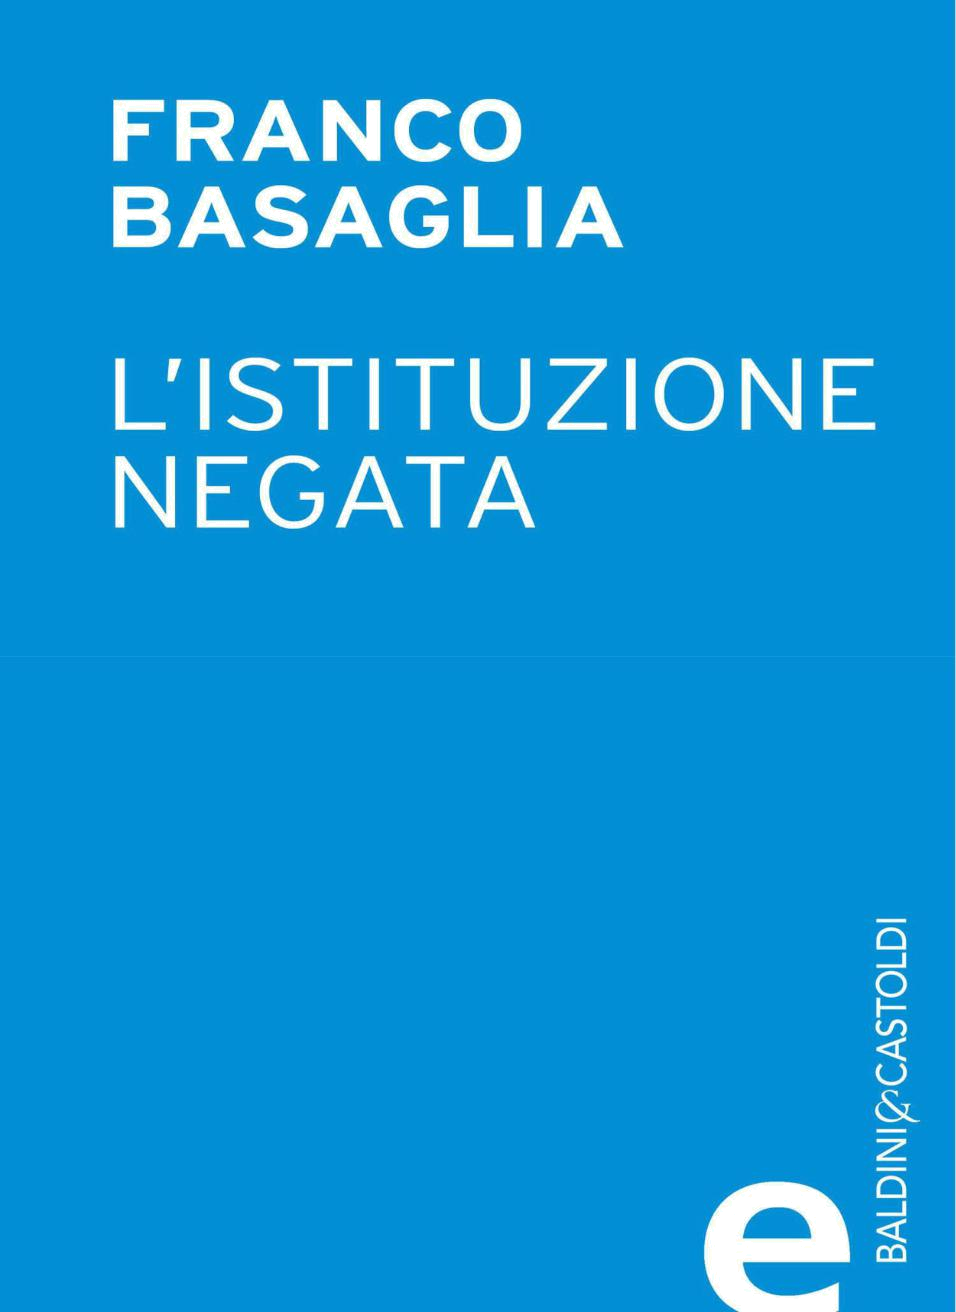 FRANCO
BASAGLIA
L’ISTITUZIONE
NEGATA
BALDINI&CASTOLDI
e